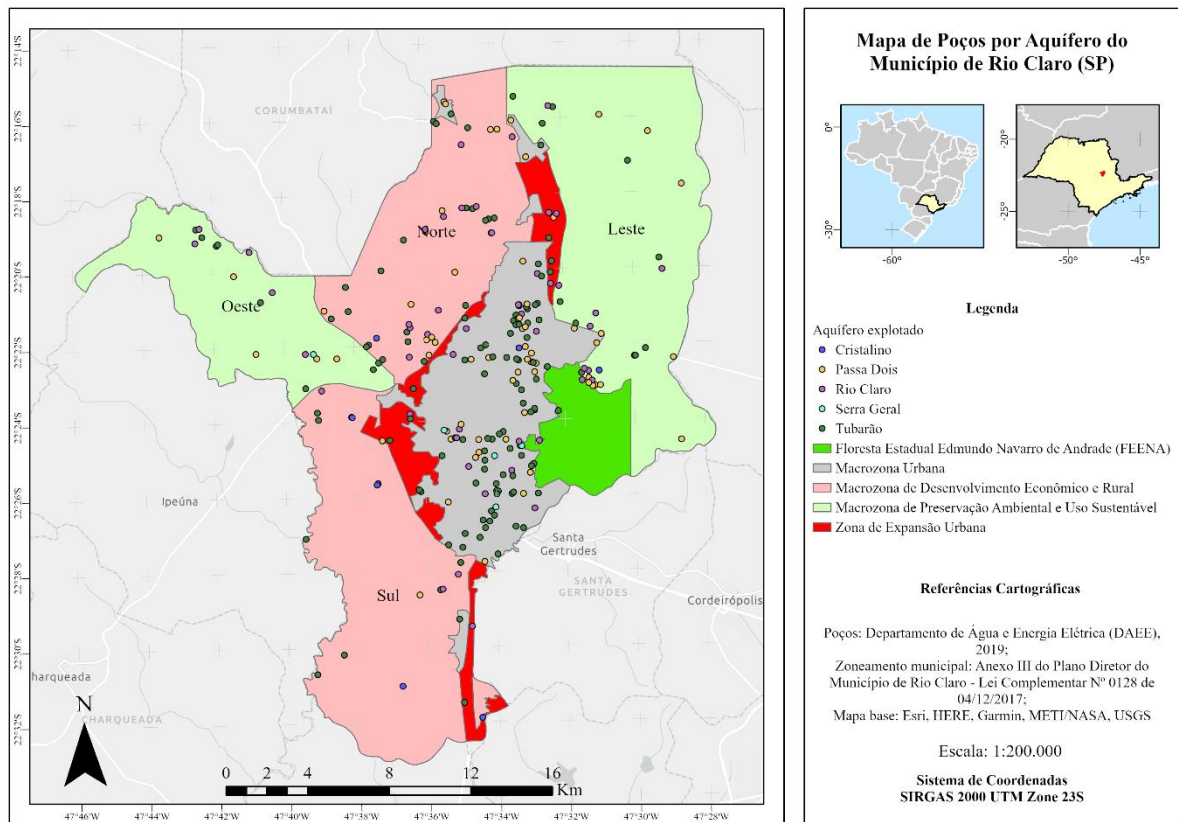 22°14'S
22°16'S
22°18'S
22°20'S
22°22'S
22°24'S
22°26'S
22°28'S
22°30'S
22°32'S
CORUMBATAÍ
Norte
Leste
Oeste
Ipeúna
Santa
Gertrudes
SANTA
GERTRUDES
Cordeirópolis
Sul
harqueada
CHARQUEADA
N
0 2 4 8 12 16
Km
47°46'W 47°44'W 47°42'W 47°40'W 47°38'W 47°36'W 47°34'W 47°32'W 47°30'W 47°28'W
Mapa de Poços por Aquífero do
Município de Rio Claro (SP)
0°
-30°
-60°
-20°
-25°
-50° -45°
Legenda
Aquífero explotado
Cristalino
Passa Dois
Rio Claro
Serra Geral
Tubarão
Floresta Estadual Edmundo Navarro de Andrade (FEENA)
Macrozona Urbana
Macrozona de Desenvolvimento Econômico e Rural
Macrozona de Preservação Ambiental e Uso Sustentável
Zona de Expansão Urbana
Referências Cartográficas
Poços: Departamento de Água e Energia Elétrica (DAEE),
2019;
Zoneamento municipal: Anexo III do Plano Diretor do
Município de Rio Claro - Lei Complementar Nº 0128 de
04/12/2017;
Mapa base: Esri, HERE, Garmin, METI/NASA, USGS
Escala: 1:200.000
Sistema de Coordenadas
SIRGAS 2000 UTM Zone 23S